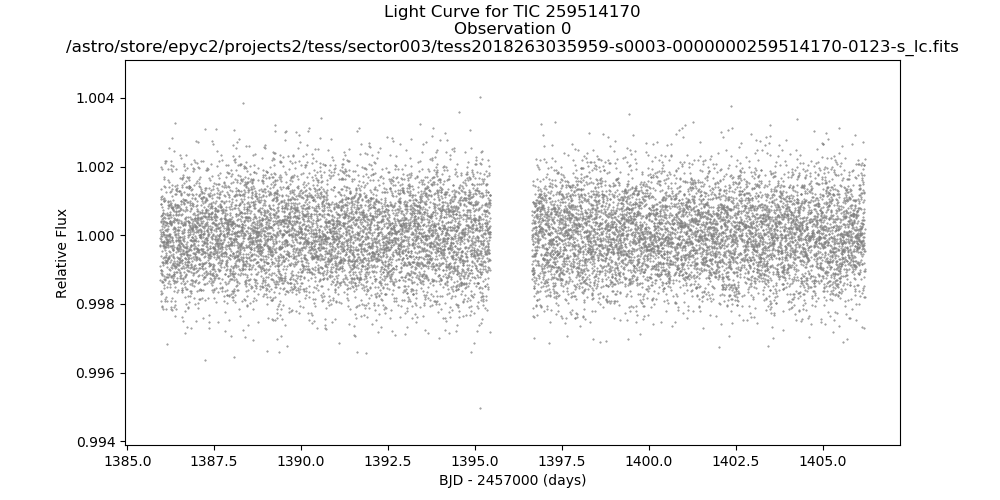 Light Curve for TIC 259514170
Observation 0
/astro/store/epyc2/projects2/tess/sector003/tess2018263035959-s0003-0000000259514170-0123-s_lc.fits
1.004
1.002
1.000
0.998
0.996
0.994
Relative Flux
1385.0 1387.5 1390.0 1392.5 1395.0 1397.5 1400.0 1402.5 1405.0
BJD - 2457000 (days)